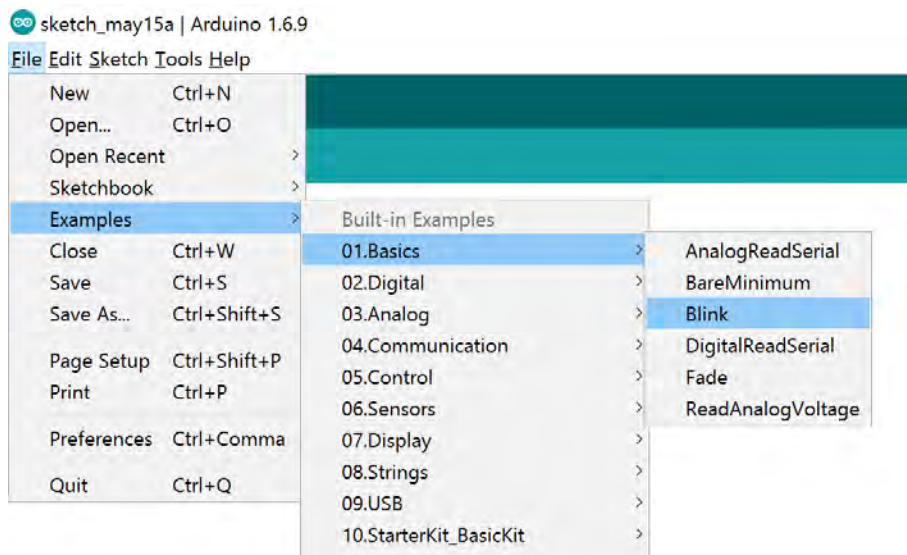 sketch_may15a | Arduino 1.6.9
File Edit Sketch Tools Help
New Ctrl+N
Open... Ctrl+O
Open Recent >
Sketchbook >
Examples >
Close Ctrl+W
Save Ctrl+S
Save As... Ctrl+Shift+S
Page Setup Ctrl+Shift+P
Print Ctrl+P
Preferences Ctrl+Comma
Quit Ctrl+Q
Built-in Examples
01.Basics >
02.Digital >
03.Analog >
04.Communication >
05.Control >
06.Sensors >
07.Display >
08.Strings >
09.USB >
10.StarterKit_BasicKit >
AnalogReadSerial
BareMinimum
Blink
DigitalReadSerial
Fade
ReadAnalogVoltage